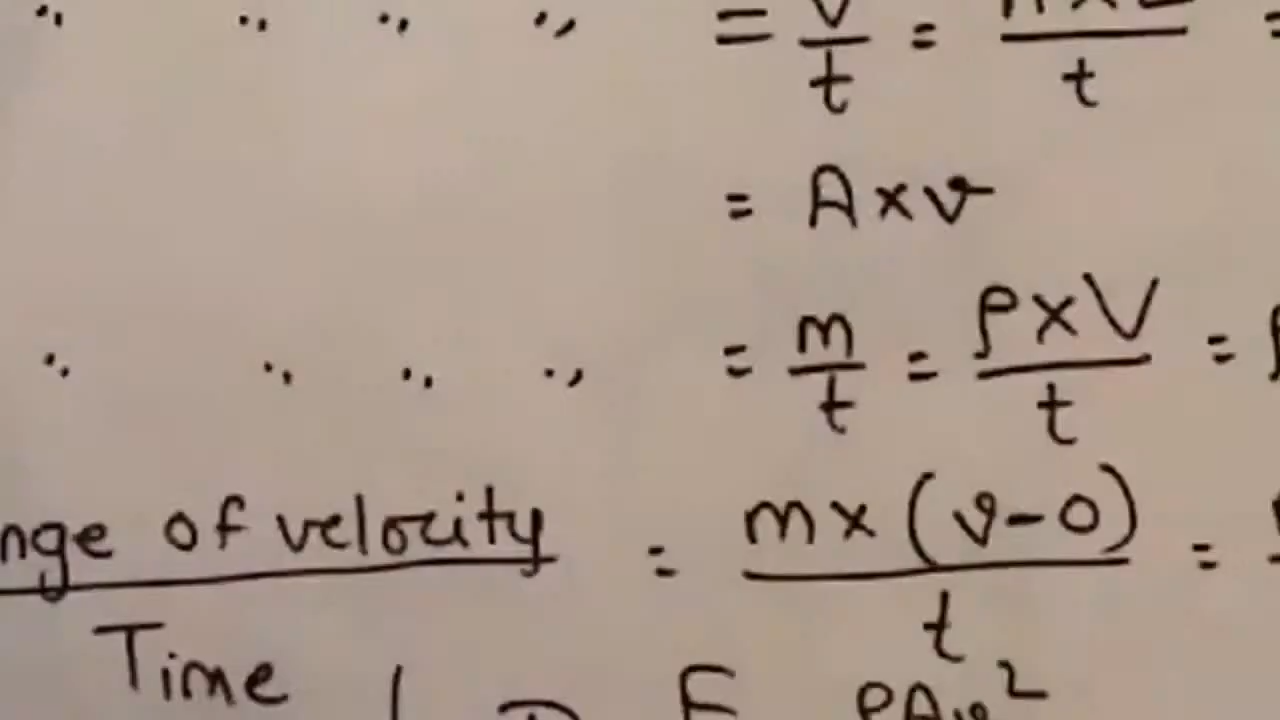 " " " " = V/t = A×L/t =
= A×v
" " " " = m/t = ρ×V/t =
nge of velocity / Time = m×(v-0)/t =
F ρAv²